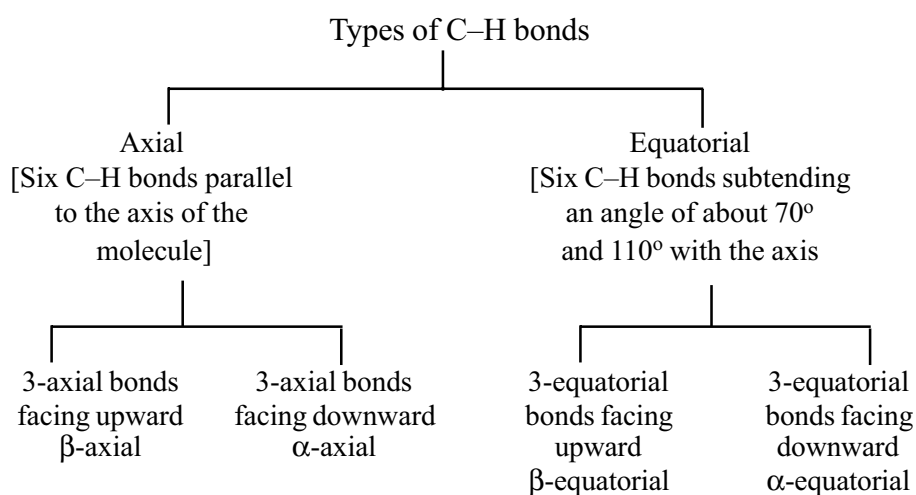 Types of C–H bonds
Axial
[Six C–H bonds parallel
to the axis of the
molecule]
Equatorial
[Six C–H bonds subtending
an angle of about 70º
and 110º with the axis
3-axial bonds
facing upward
β-axial
3-axial bonds
facing downward
α-axial
3-equatorial
bonds facing
upward
β-equatorial
3-equatorial
bonds facing
downward
α-equatorial